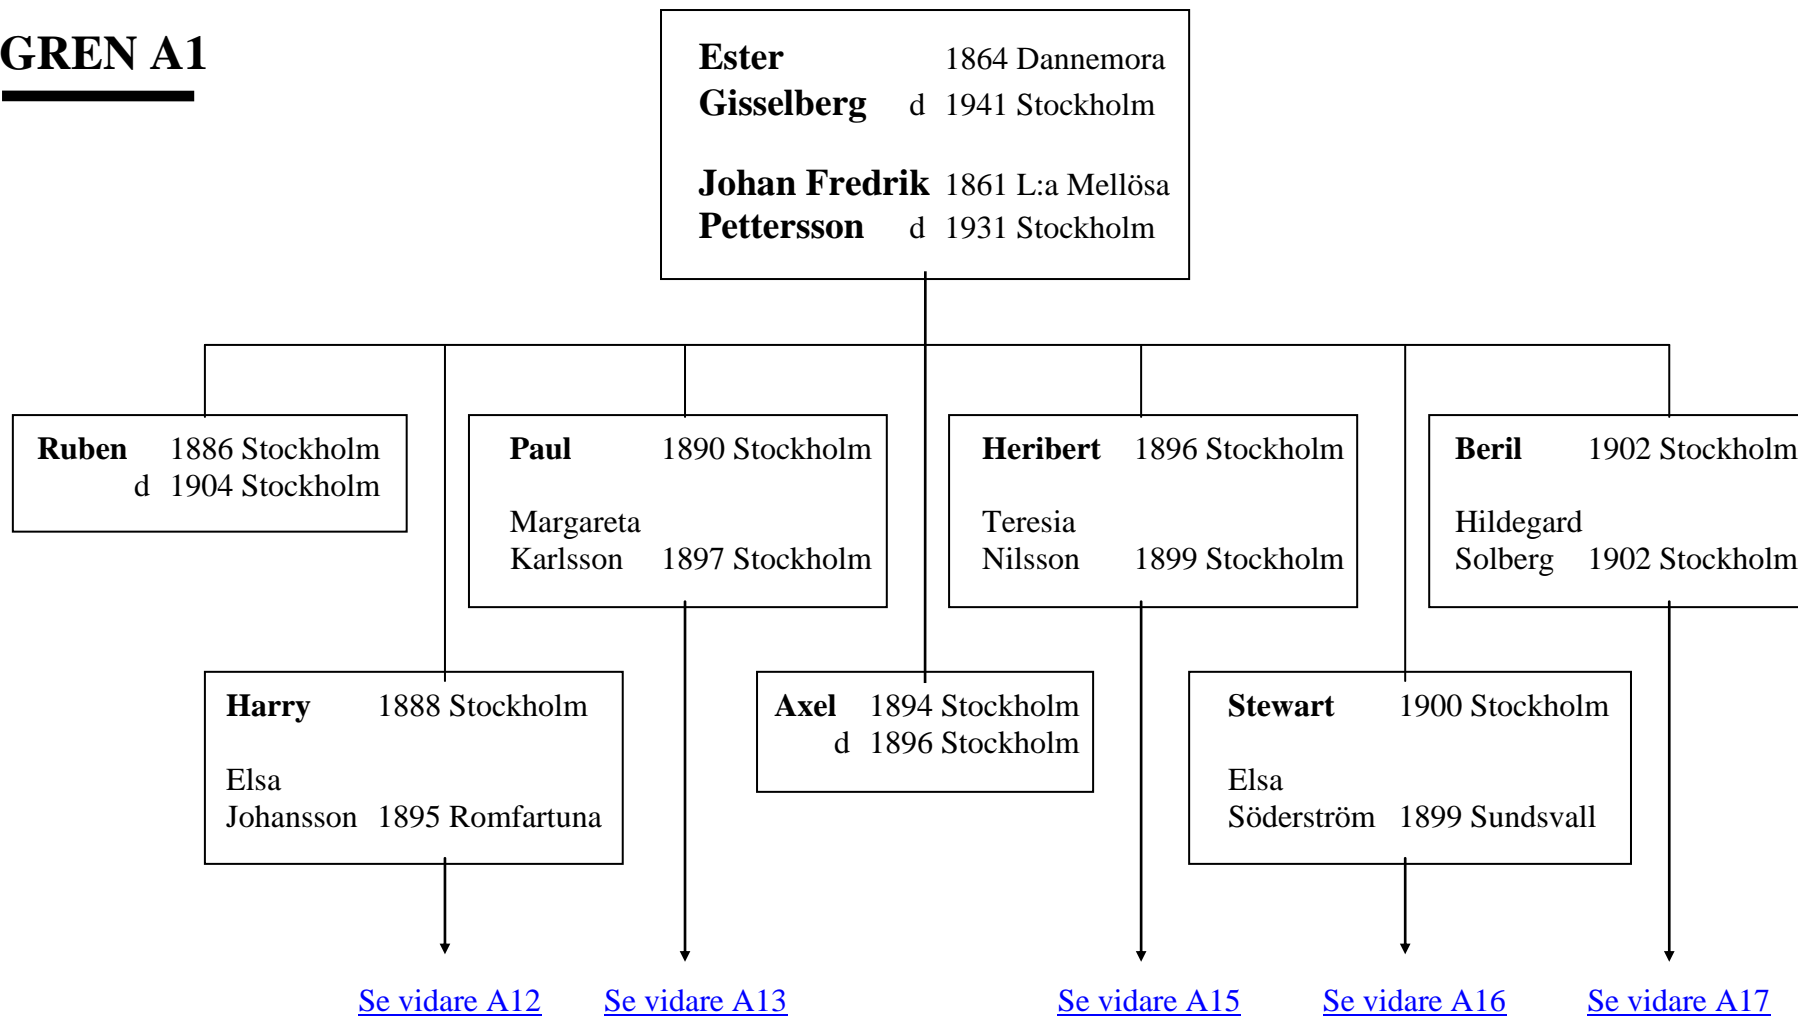 GREN A1
Ester 1864 Dannemora
Gisselberg d 1941 Stockholm
Johan Fredrik 1861 L:a Mellösa
Pettersson d 1931 Stockholm
Ruben 1886 Stockholm
d 1904 Stockholm
Paul 1890 Stockholm
Margareta
Karlsson 1897 Stockholm
Heribert 1896 Stockholm
Teresia
Nilsson 1899 Stockholm
Beril 1902 Stockholm
Hildegard
Solberg 1902 Stockholm
Harry 1888 Stockholm
Elsa
Johansson 1895 Romfartuna
Axel 1894 Stockholm
d 1896 Stockholm
Stewart 1900 Stockholm
Elsa
Söderström 1899 Sundsvall
Se vidare A12
Se vidare A13
Se vidare A15
Se vidare A16
Se vidare A17